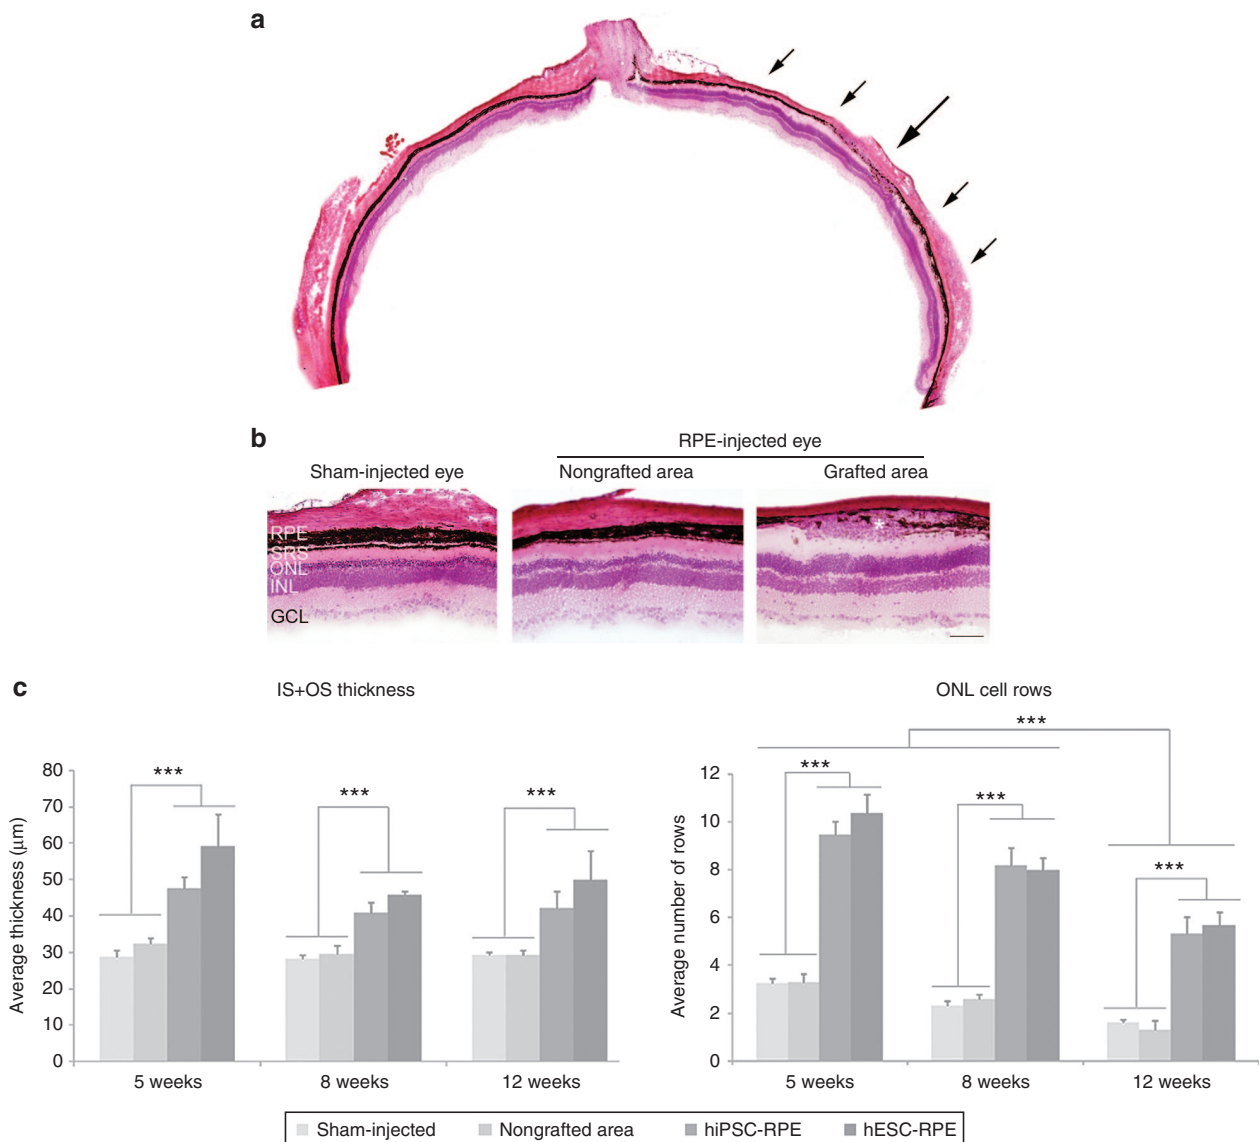 a
b
RPE-injected eye
Sham-injected eye
Nongrafted area
Grafted area
RPE
SRS
ONL
INL
GCL
*
c
IS+OS thickness
Average thickness (μm)
80
70
60
50
40
30
20
10
0
***
***
***
5 weeks
8 weeks
12 weeks
ONL cell rows
Average number of rows
12
10
8
6
4
2
0
***
***
***
***
5 weeks
8 weeks
12 weeks
Sham-injected
Nongrafted area
hiPSC-RPE
hESC-RPE